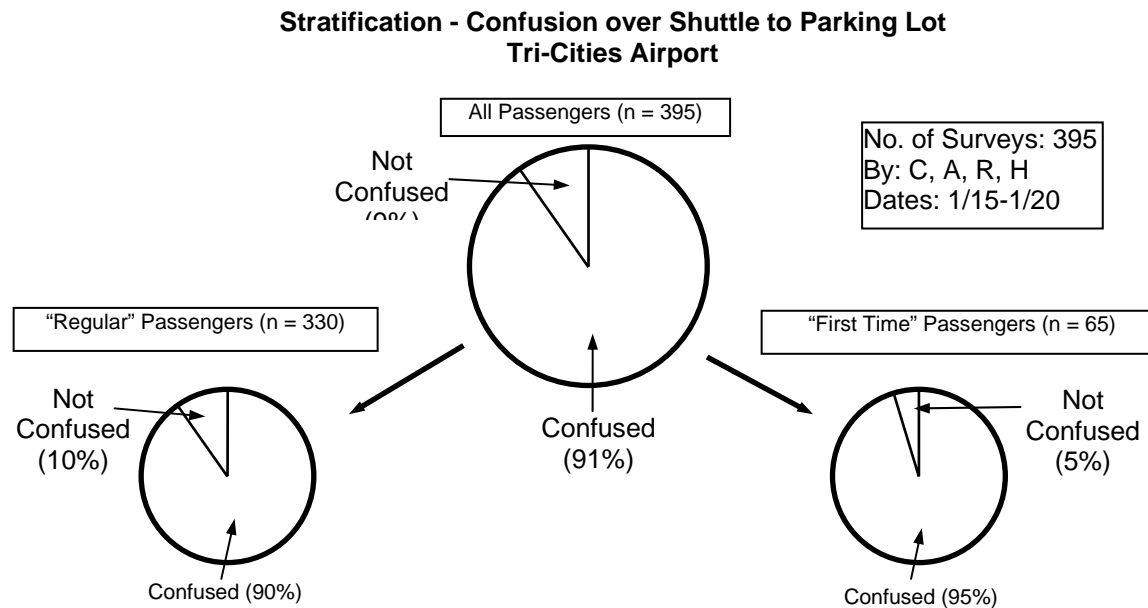 Stratification - Confusion over Shuttle to Parking Lot
Tri-Cities Airport
All Passengers (n = 395)
No. of Surveys: 395
By: C, A, R, H
Dates: 1/15-1/20
Not
Confused
“Regular” Passengers (n = 330)
“First Time” Passengers (n = 65)
Not
Confused
(10%)
Confused
(91%)
Not
Confused
(5%)
Confused (90%)
Confused (95%)